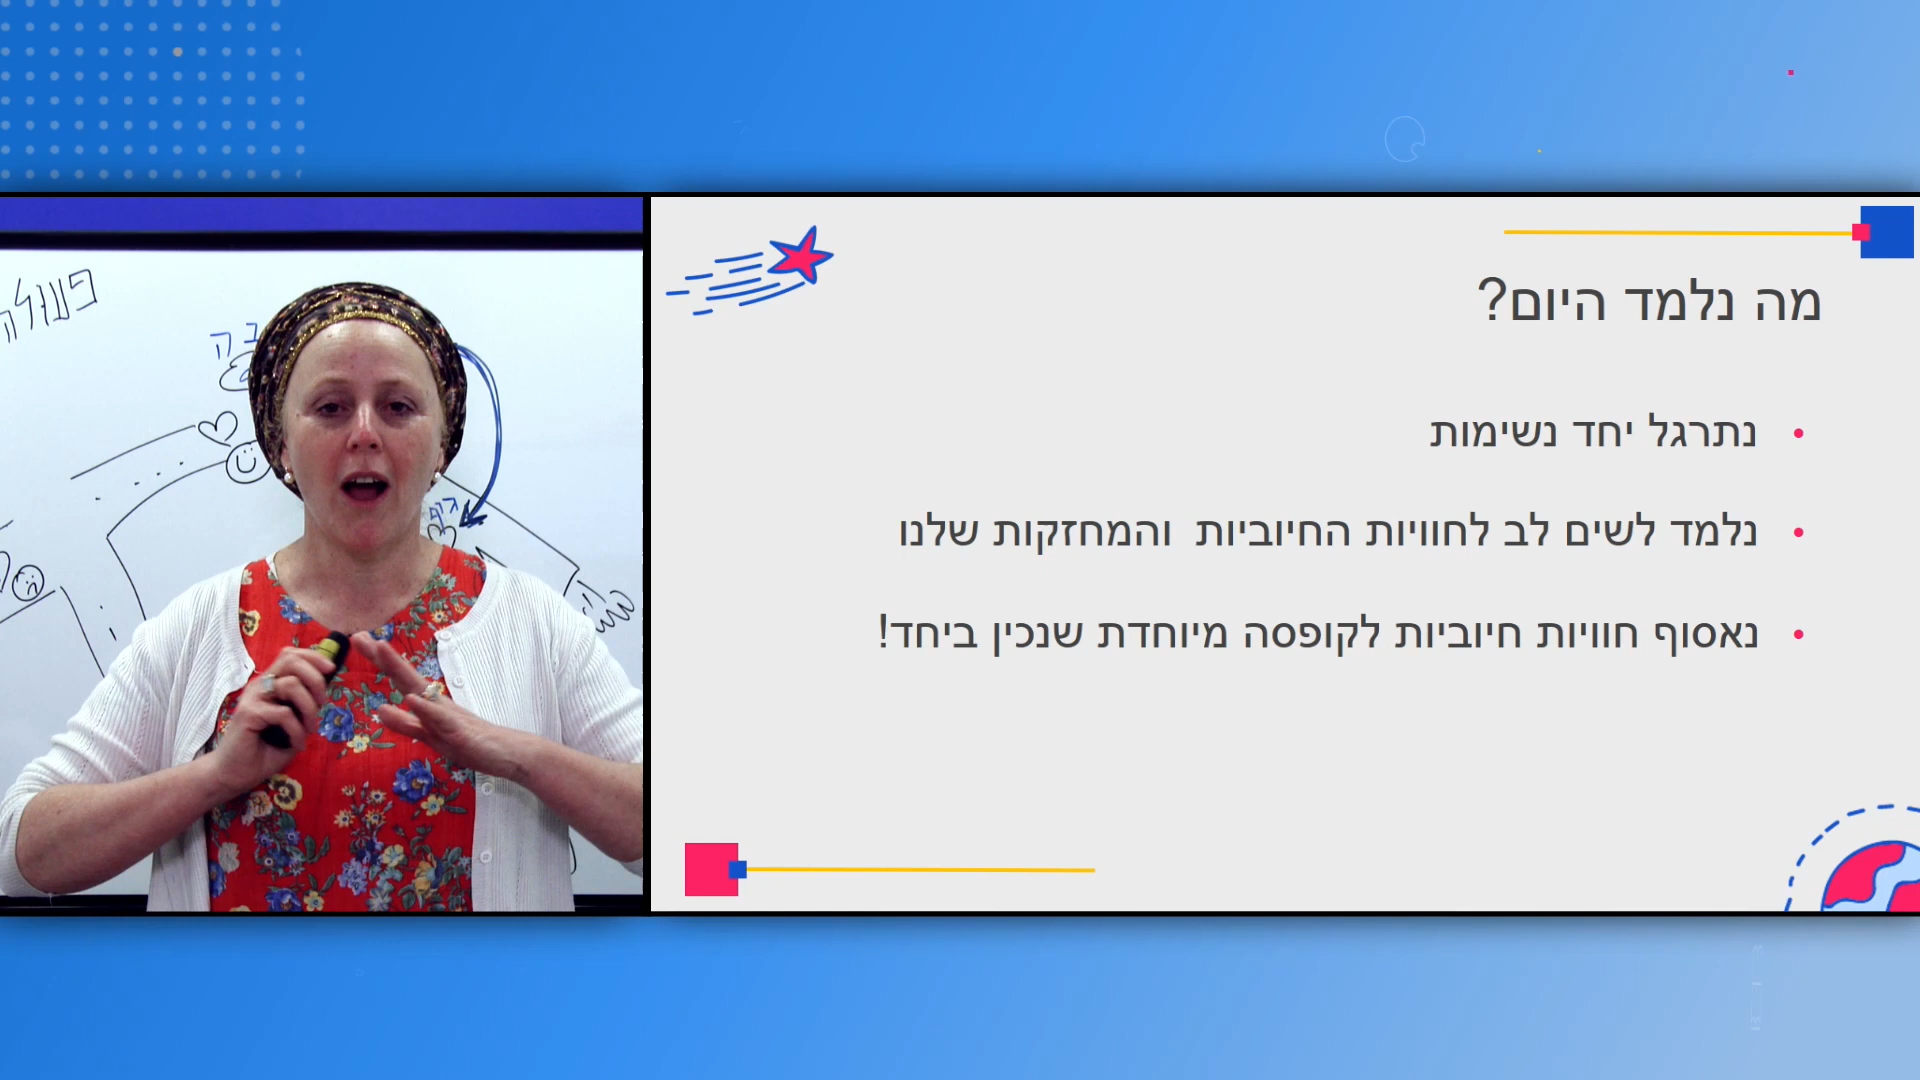 מה נלמד היום?
נתרגל יחד נשימות
נלמד לשים לב לחוויות החיוביות והמחזקות שלנו
נאסוף חוויות חיוביות לקופסה מיוחדת שנכין ביחד!